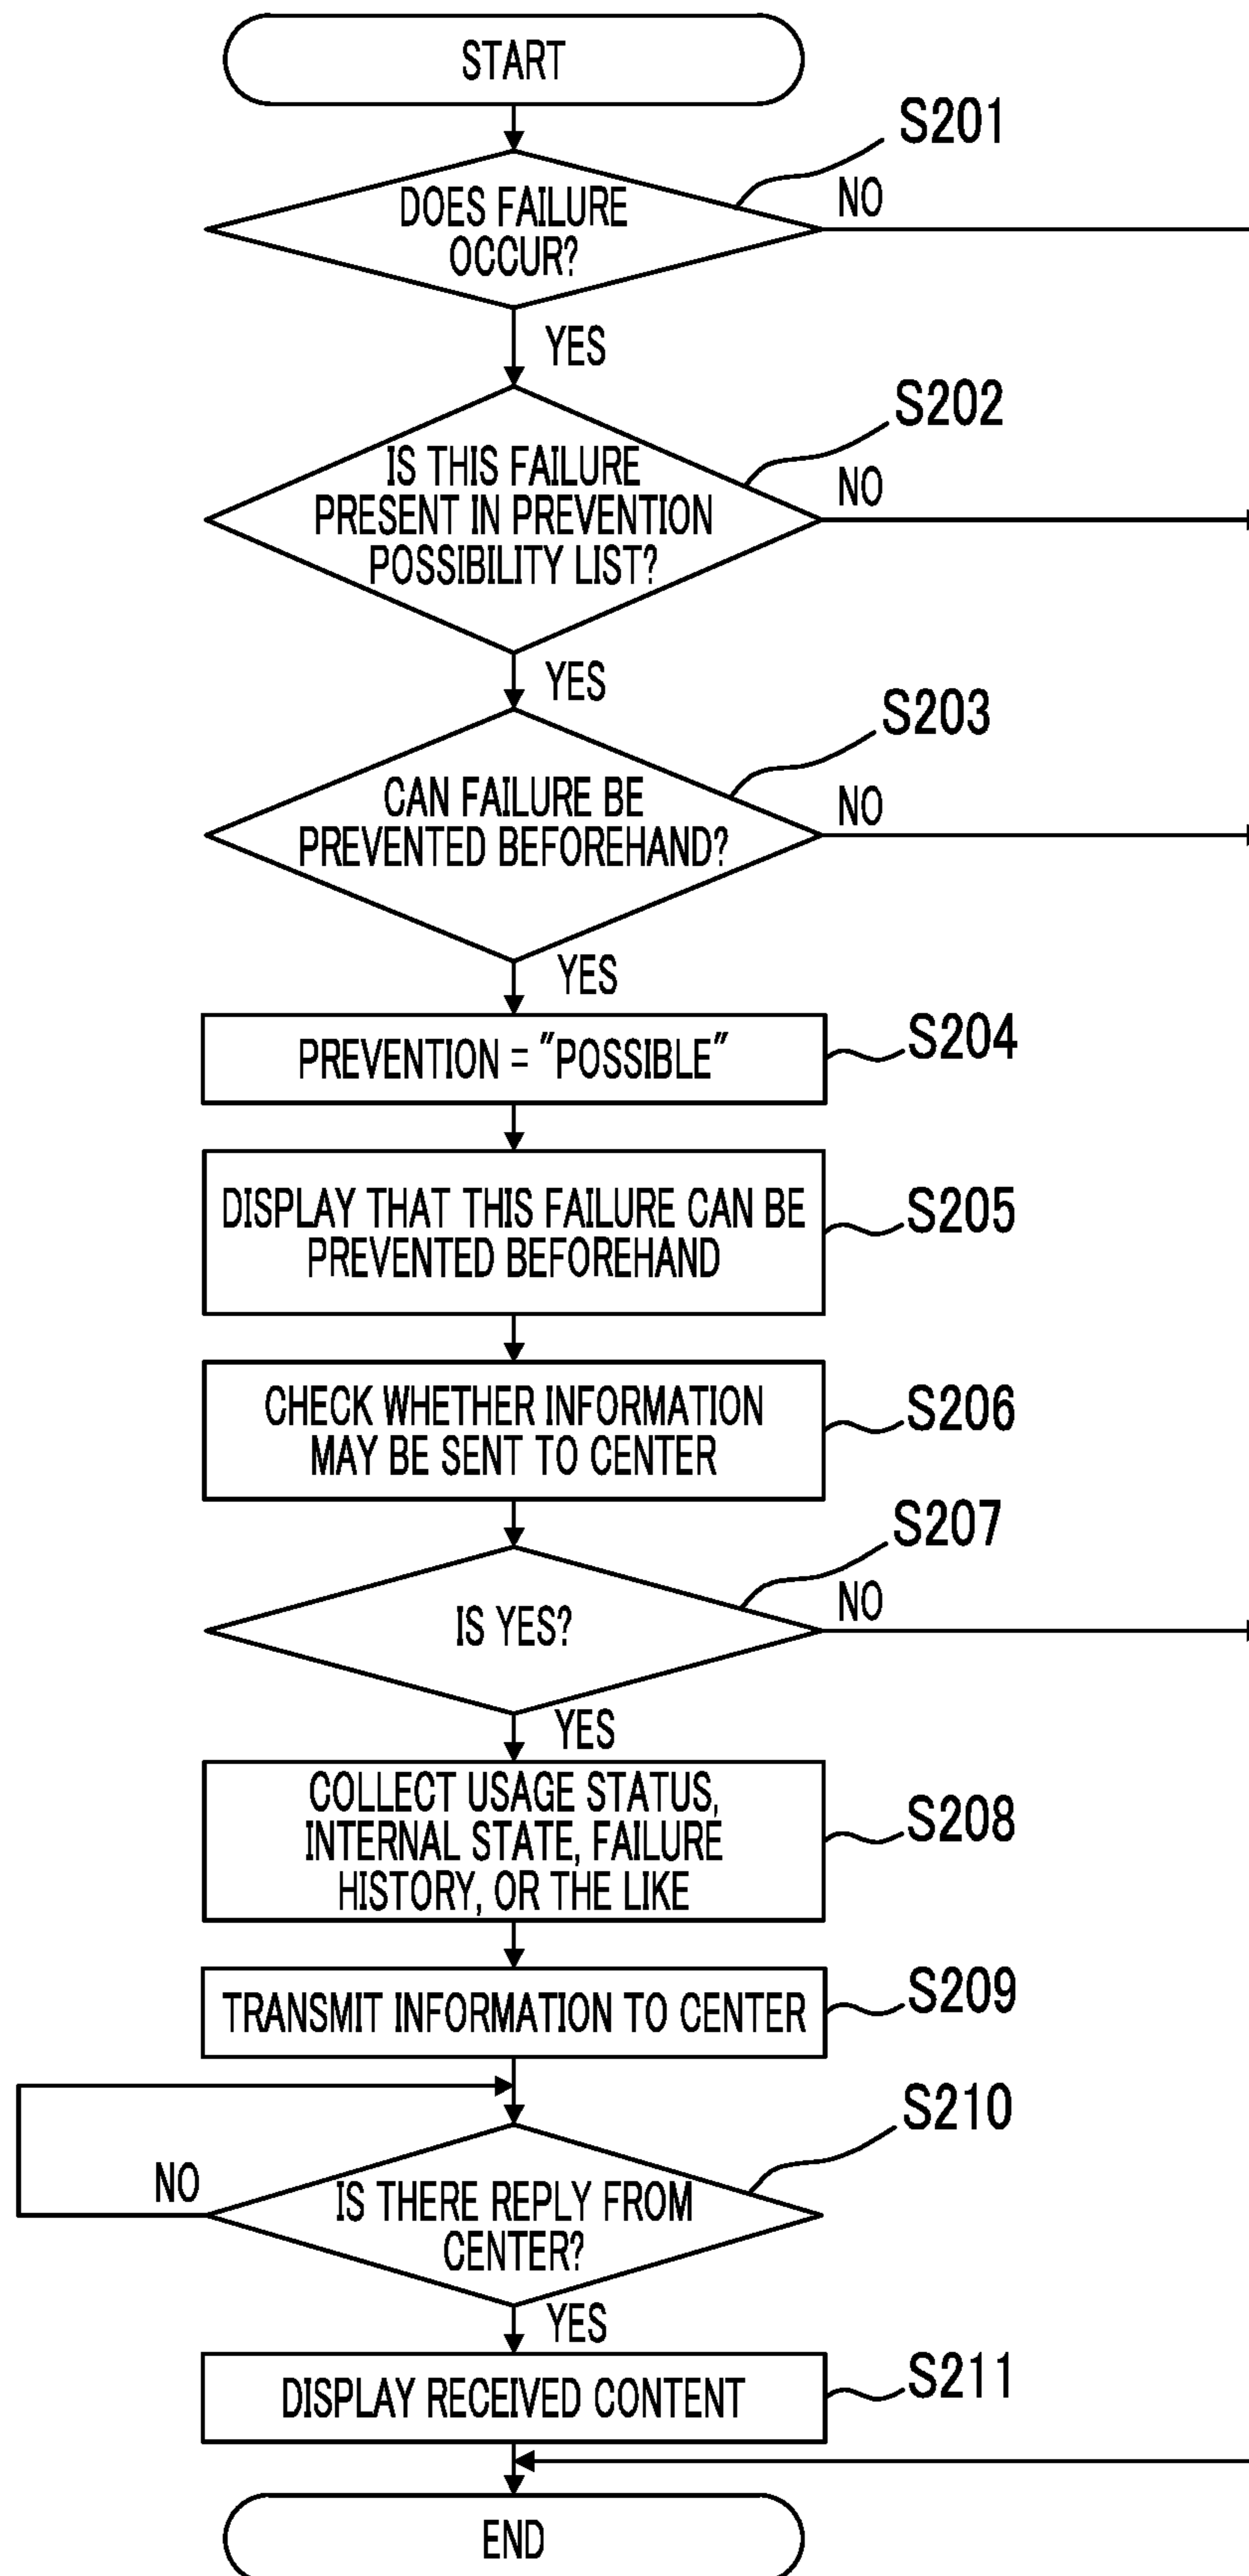 START
S201
DOES FAILURE
OCCUR?
NO
YES
S202
IS THIS FAILURE
PRESENT IN PREVENTION
POSSIBILITY LIST?
NO
YES
S203
CAN FAILURE BE
PREVENTED BEFOREHAND?
NO
YES
PREVENTION = "POSSIBLE"
S204
DISPLAY THAT THIS FAILURE CAN BE
PREVENTED BEFOREHAND
S205
CHECK WHETHER INFORMATION
MAY BE SENT TO CENTER
S206
S207
IS YES?
NO
YES
COLLECT USAGE STATUS,
INTERNAL STATE, FAILURE
HISTORY, OR THE LIKE
S208
TRANSMIT INFORMATION TO CENTER
S209
S210
NO
IS THERE REPLY FROM
CENTER?
YES
DISPLAY RECEIVED CONTENT
S211
END